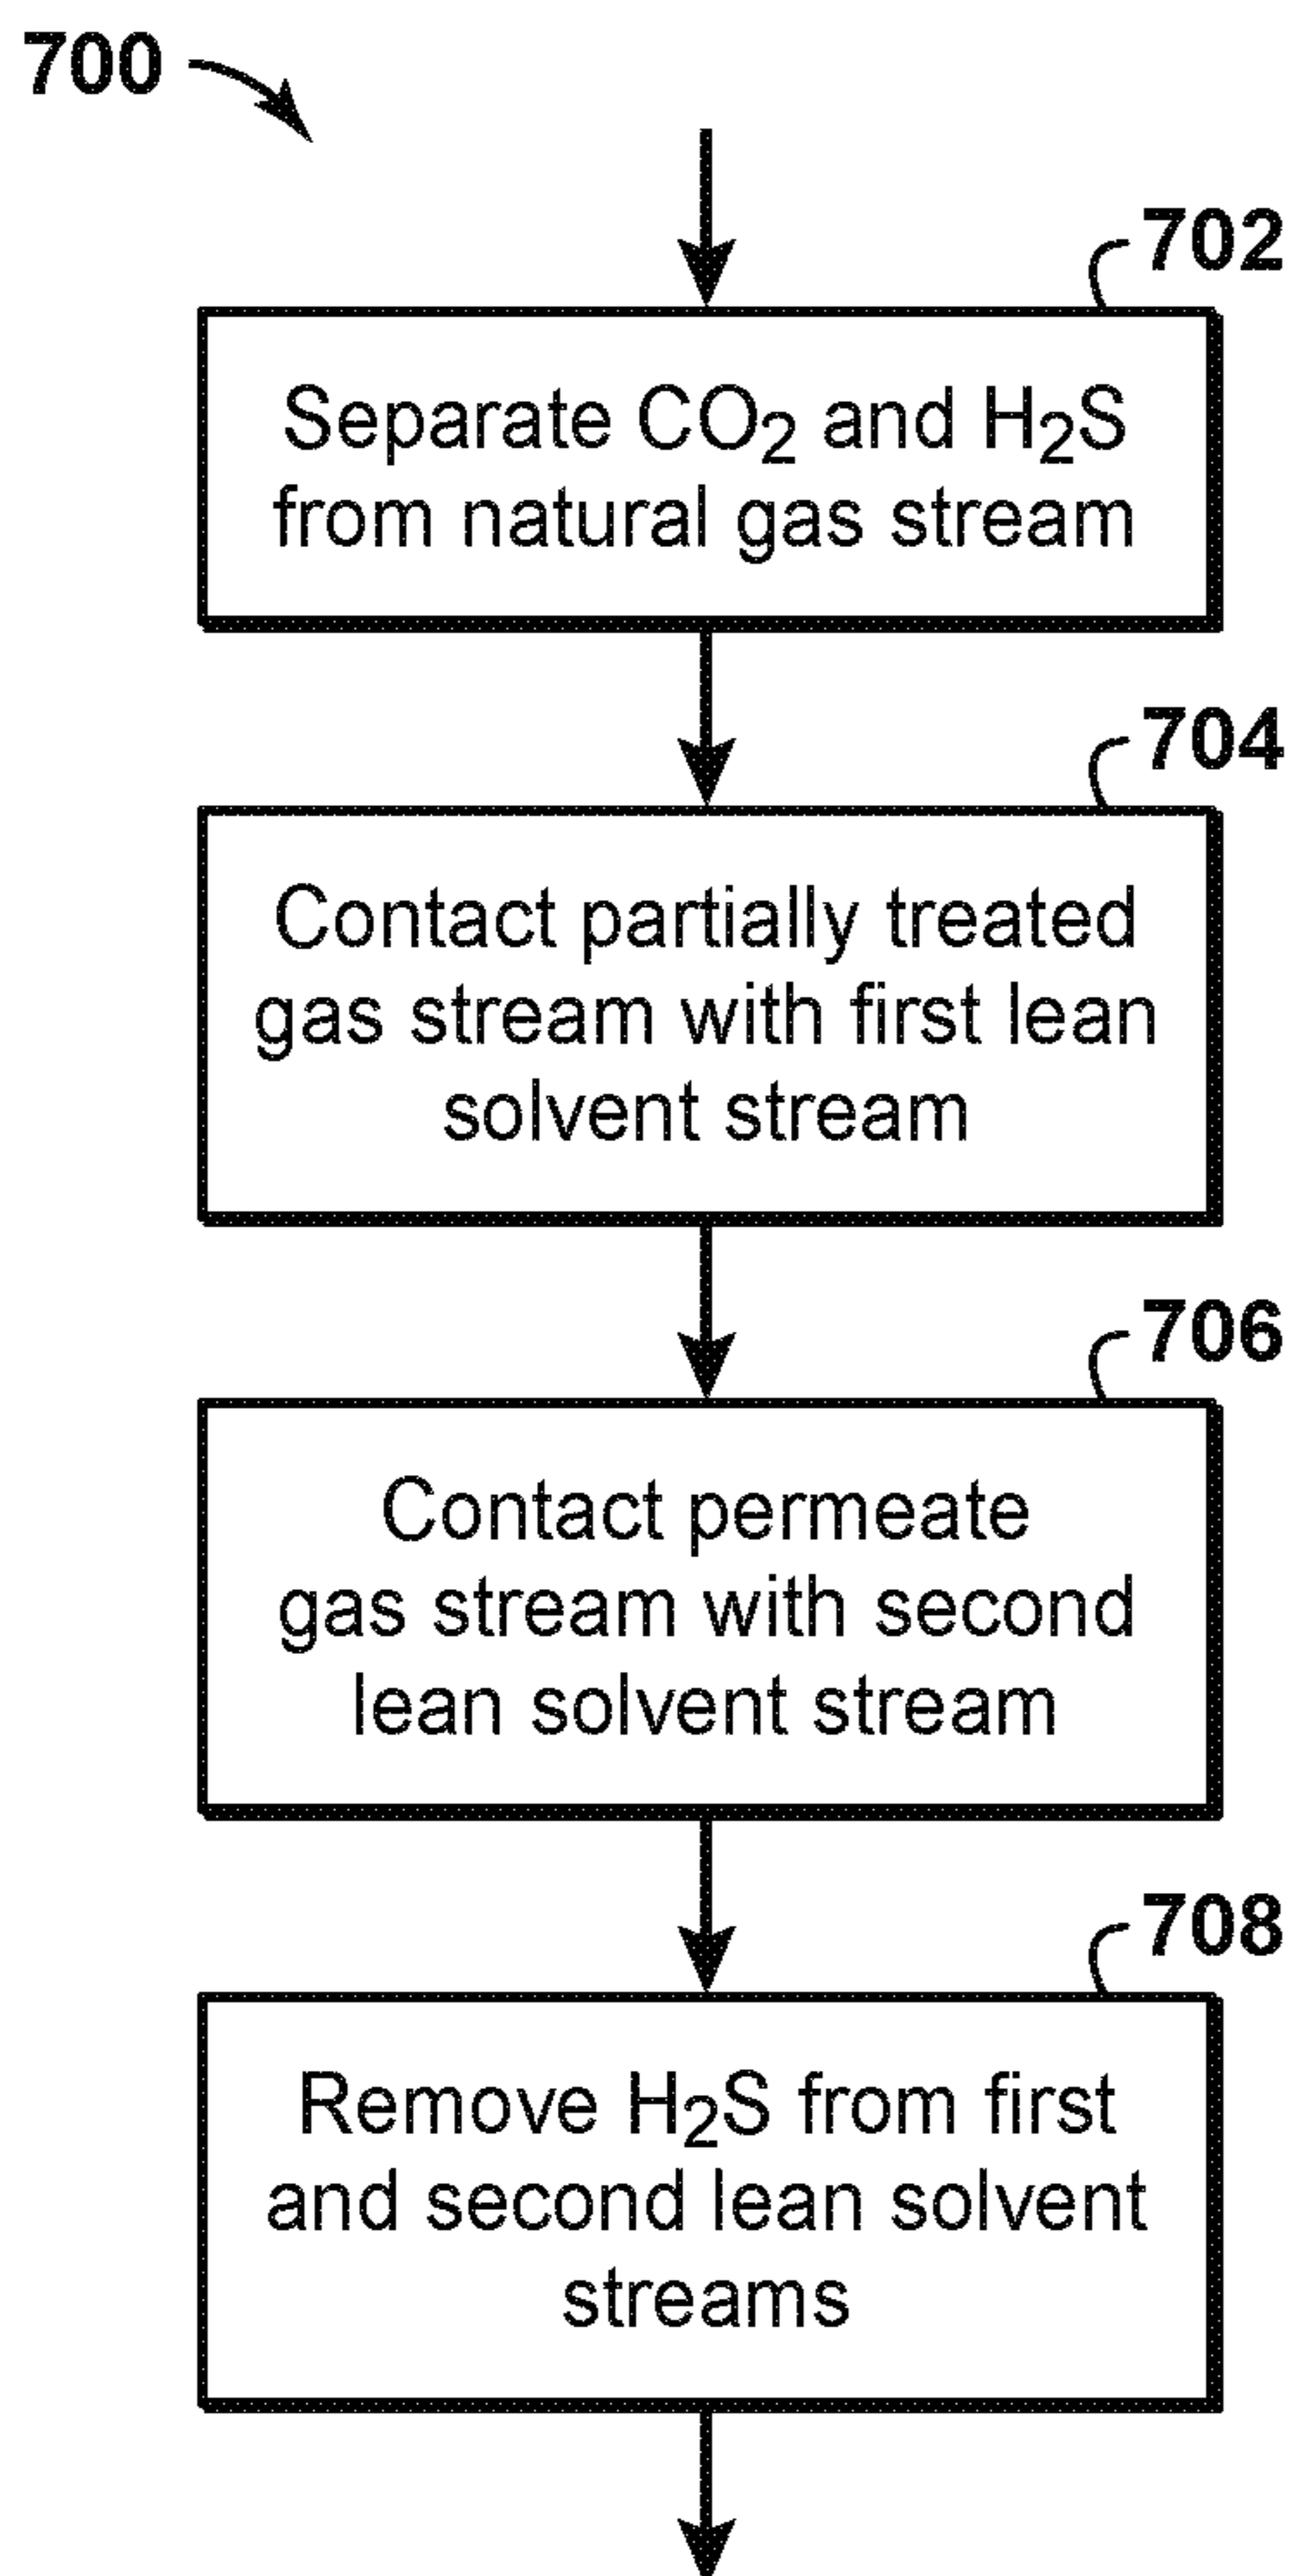 700
702
Separate CO₂ and H₂S
from natural gas stream
704
Contact partially treated
gas stream with first lean
solvent stream
706
Contact permeate
gas stream with second
lean solvent stream
708
Remove H₂S from first
and second lean solvent
streams